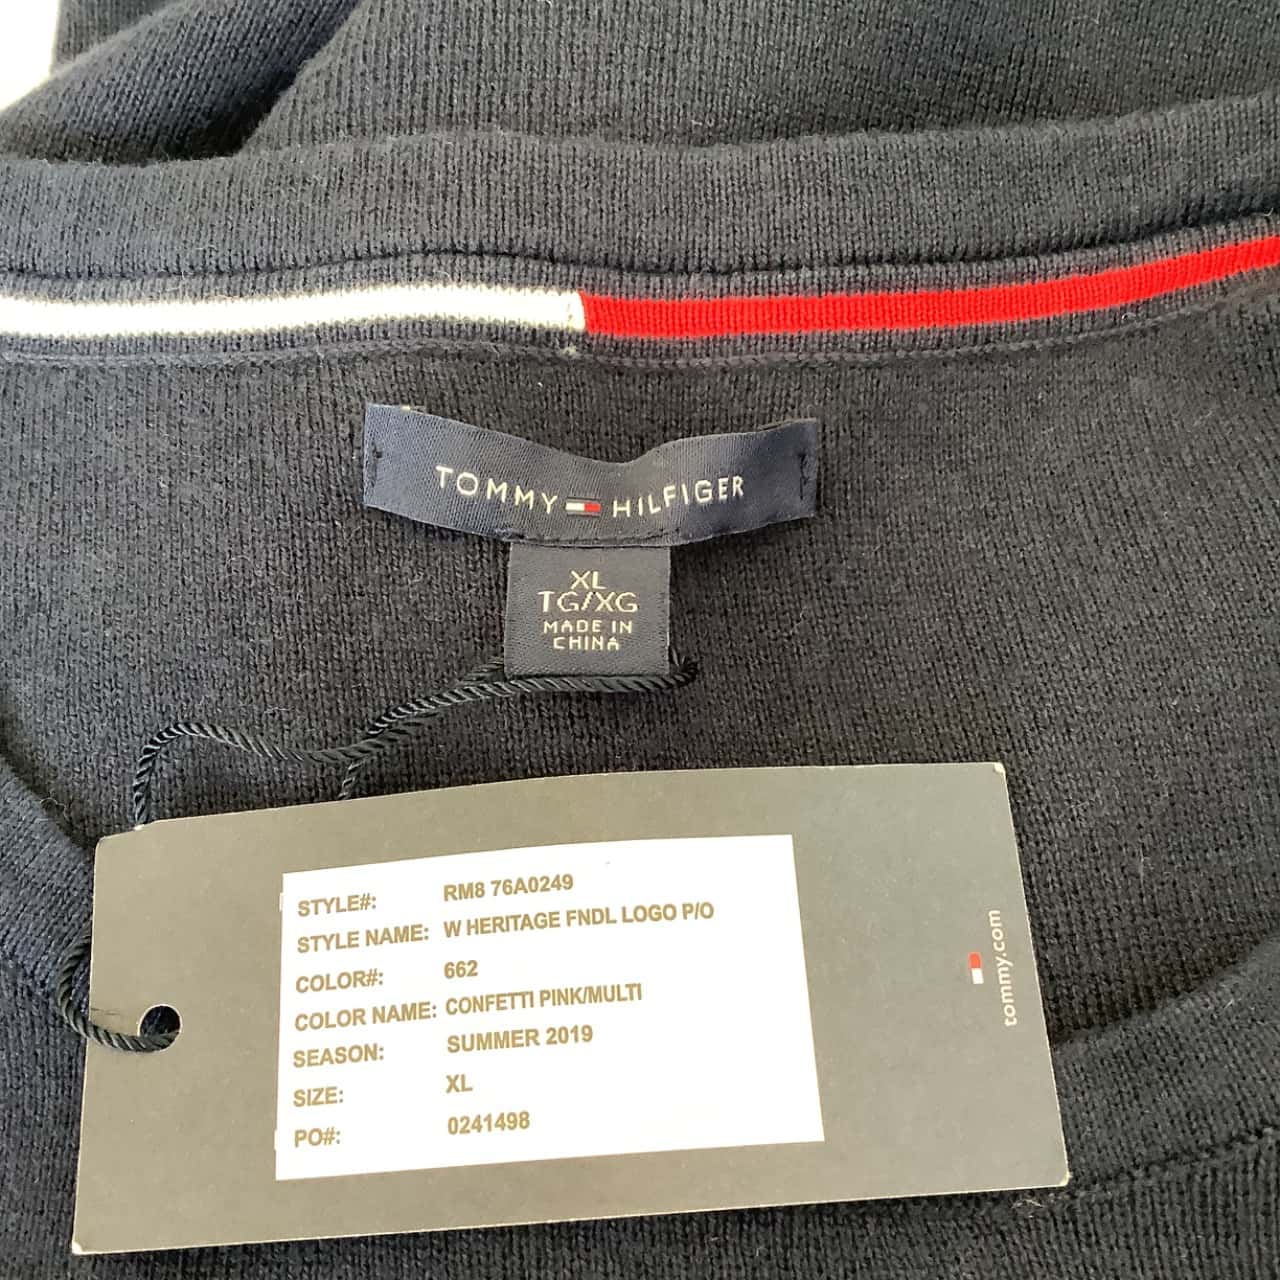 TOMMY HILFIGER
XL
TG/XG
MADE IN
CHINA
STYLE#: RM8 76A0249
STYLE NAME: W HERITAGE FNDL LOGO P/O
COLOR#: 662
COLOR NAME: CONFETTI PINK/MULTI
SEASON: SUMMER 2019
SIZE: XL
PO#: 0241498
tommy.com